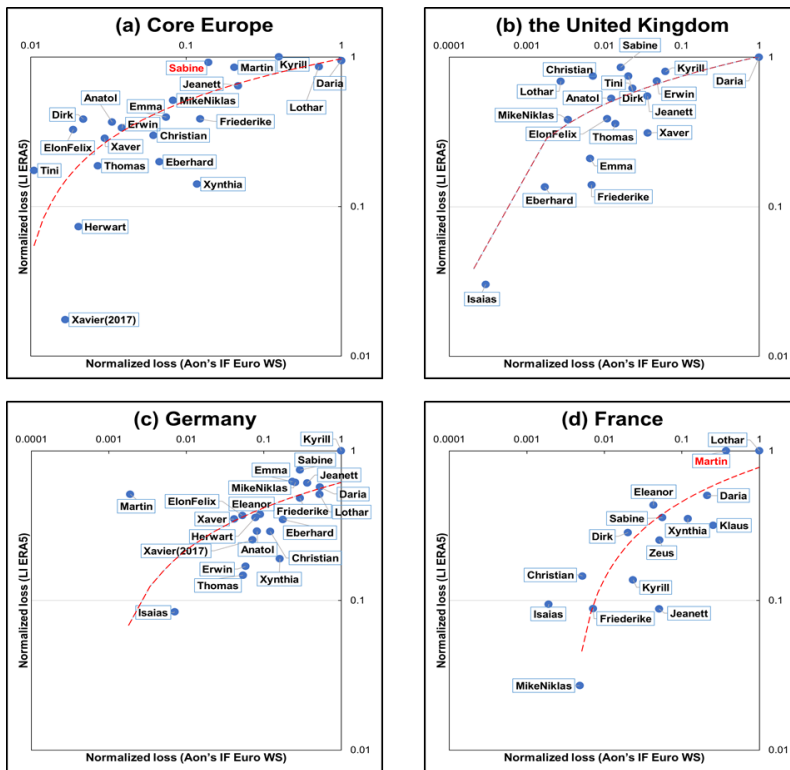 (a) Core Europe
0.01 0.1 1
Sabine Martin Kyrill
Jeanett Lothar Daria
Anatol Emma MikeNiklas
Dirk Erwin Friederike
ElonFelix Xaver Christian
Tini Thomas Eberhard
Xynthia
0.1
Herwart
Xavier(2017)
0.01
Normalized loss (LI ERA5)
Normalized loss (Aon's IF Euro WS)
(b) the United Kingdom
0.0001 0.001 0.01 0.1 1
Sabine
Christian Kyrill
Tini Daria
Lothar Erwin
Anatol Dirk
MikeNiklas Jeanett
ElonFelix Thomas Xaver
Emma
Eberhard Friederike
0.1
Isaias
0.01
Normalized loss (LI ERA5)
Normalized loss (Aon's IF Euro WS)
(c) Germany
0.0001 0.001 0.01 0.1 1
Kyrill
Sabine
Emma Jeanett
MikeNiklas Daria
Martin ElonFelix Eleanor
Xaver Friederike Lothar
Herwart Eberhard
Xavier(2017) Anatol Christian
Erwin
Thomas Xynthia
0.1
Isaias
0.01
Normalized loss (LI ERA5)
Normalized loss (Aon's IF Euro WS)
(d) France
0.0001 0.001 0.01 0.1 1
Lothar
Martin
Eleanor Daria
Sabine Klaus
Dirk Xynthia
Zeus
Christian Kyrill
0.1
Isaias Friederike Jeanett
MikeNiklas
0.01
Normalized loss (LI ERA5)
Normalized loss (Aon's IF Euro WS)